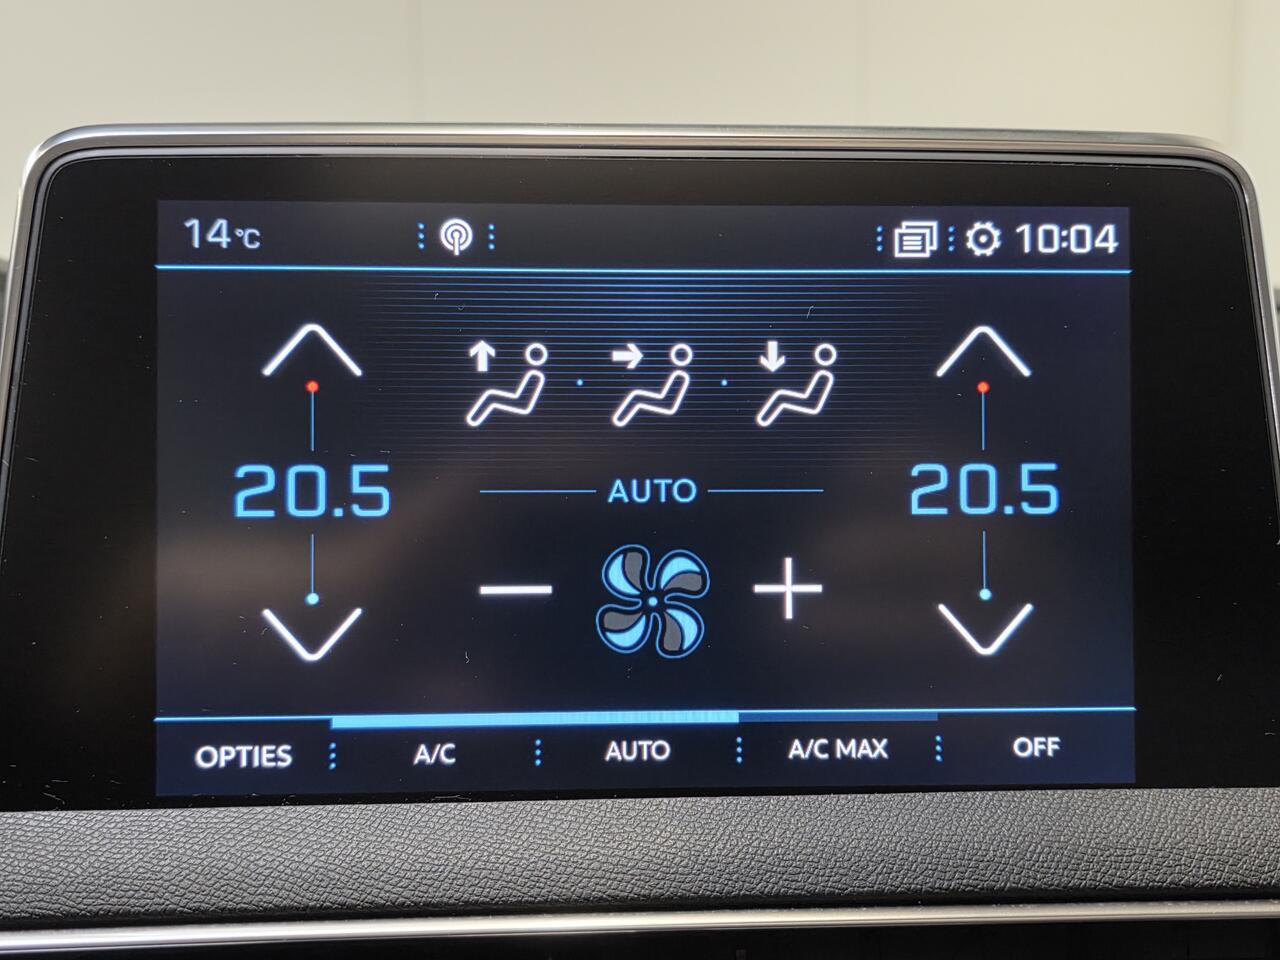 14°C 10:04
20.5 AUTO 20.5
OPTIES A/C AUTO A/C MAX OFF